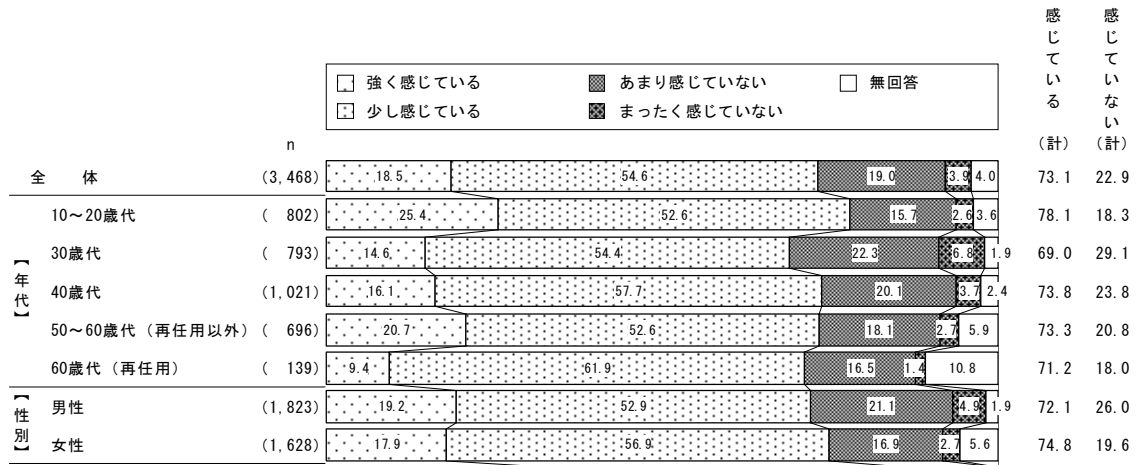 感じている（計）
感じていない（計）
強く感じている あまり感じていない 無回答
少し感じている まったく感じていない
n
全 体 (3,468) 18.5 54.6 19.0 3.9 4.0 73.1 22.9
【年代】
10～20歳代 ( 802) 25.4 52.6 15.7 2.6 3.6 78.1 18.3
30歳代 ( 793) 14.6 54.4 22.3 6.8 1.9 69.0 29.1
40歳代 (1,021) 16.1 57.7 20.1 3.7 2.4 73.8 23.8
50～60歳代（再任用以外） ( 696) 20.7 52.6 18.1 2.7 5.9 73.3 20.8
60歳代（再任用） ( 139) 9.4 61.9 16.5 1.4 10.8 71.2 18.0
【性別】
男性 (1,823) 19.2 52.9 21.1 4.9 1.9 72.1 26.0
女性 (1,628) 17.9 56.9 16.9 2.7 5.6 74.8 19.6